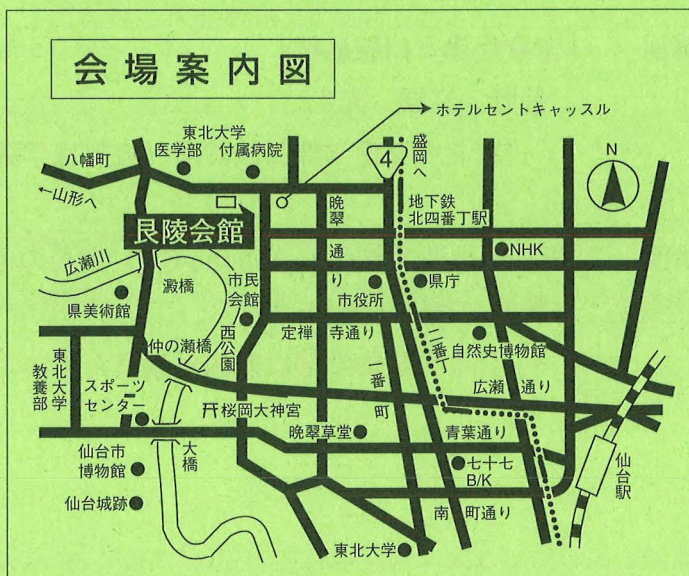 会場案内図
ホテルセントキャッスル
東北大学
医学部 付属病院
八幡町
←山形へ
4
盛岡へ
N
晩翠通り
地下鉄
北四番丁駅
艮陵会館
NHK
広瀬川
澱橋
市民
会館
市役所
県庁
県美術館
西公園
定禅寺通り
二番丁
自然史博物館
東北大学
教養部
仲の瀬橋
一番町
広瀬通り
スポーツ
センター
桜岡大神宮
大橋
晩翠草堂
青葉通り
仙台市
博物館
七十七
B/K
仙台駅
仙台城跡
南町通り
東北大学